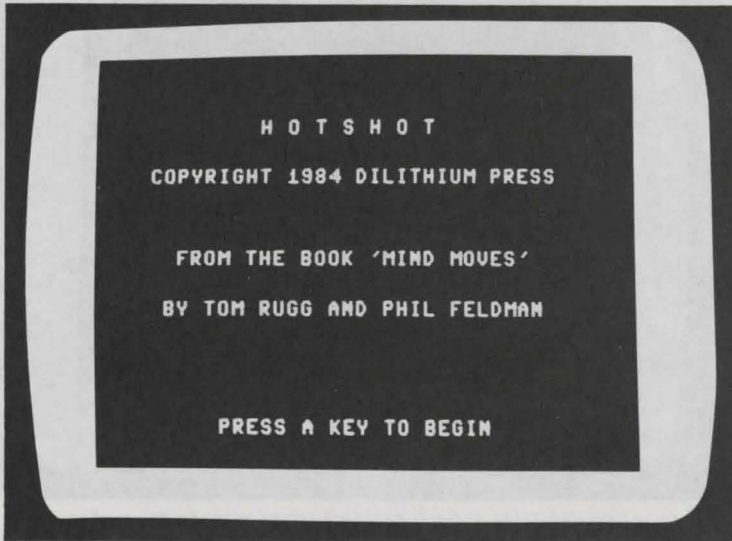 H O T S H O T
COPYRIGHT 1984 DILITHIUM PRESS
FROM THE BOOK 'MIND MOVES'
BY TOM RUGG AND PHIL FELDMAN
PRESS A KEY TO BEGIN